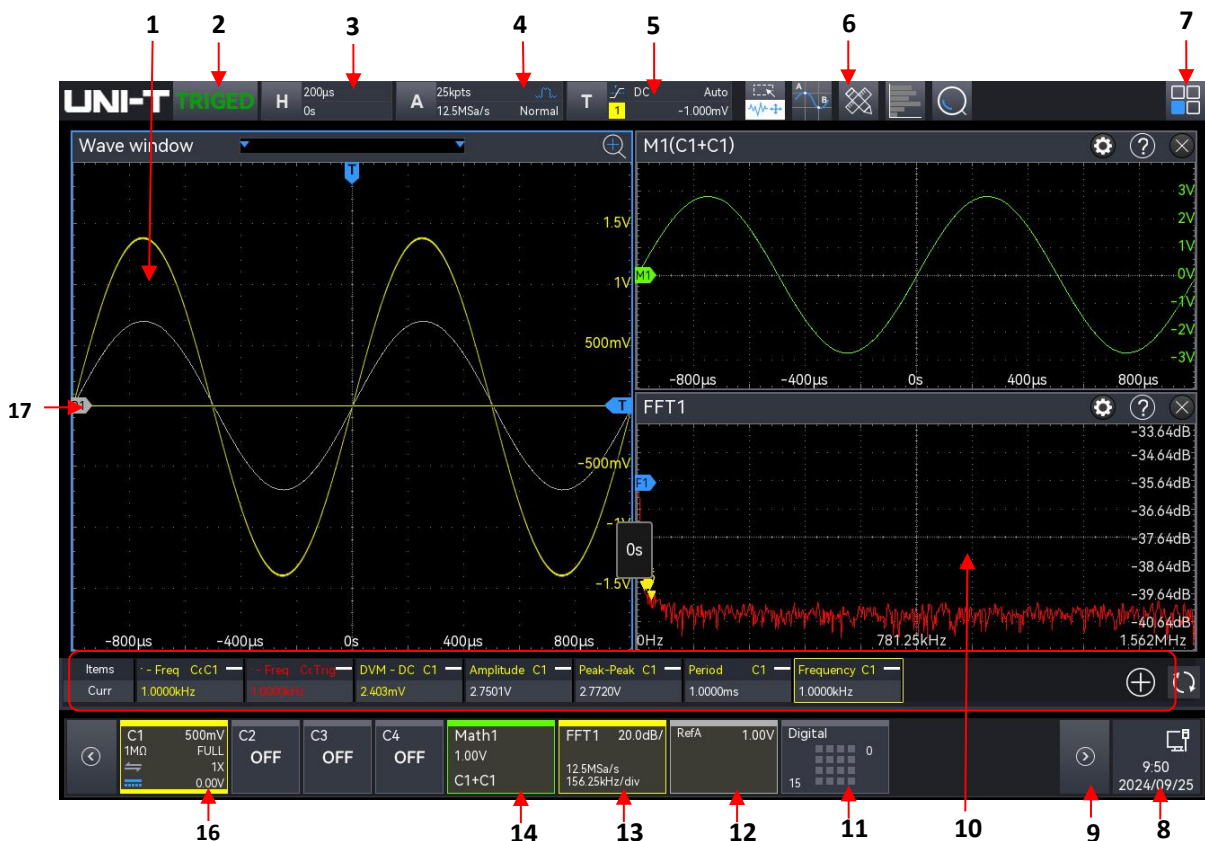 1 2 3 4 5 6 7
UNI-T TRIGED H 200μs A 25kpts T DC Auto
0s 12.5MSa/s Normal 1 -1.000mV
A B
Wave window
T
1.5V
1V
500mV
T
-500mV
-1V
-1.5V
-800μs -400μs 0s 400μs 800μs
17
M1(C1+C1)
3V
2V
1V
M1 0V
-1V
-2V
-3V
-800μs -400μs 0s 400μs 800μs
FFT1
-33.64dB
-34.64dB
F1 -35.64dB
-36.64dB
-37.64dB
0s
-38.64dB
-39.64dB
-40.64dB
0Hz 781.25kHz 1.562MHz
Items - Freq C1 - Freq Trig DVM - DC C1 Amplitude C1 Peak-Peak C1 Period C1 Frequency C1
Curr 1.0000kHz 1.0000kHz 2.403mV 2.7501V 2.7720V 1.0000ms 1.0000kHz
C1 500mV
1MΩ FULL
1X
0.00V
C2
OFF
C3
OFF
C4
OFF
Math1
1.00V
C1+C1
FFT1 20.0dB/
12.5MSa/s
156.25kHz/div
RefA 1.00V
Digital
0
15
9:50
2024/09/25
16 14 13 12 11 10 9 8